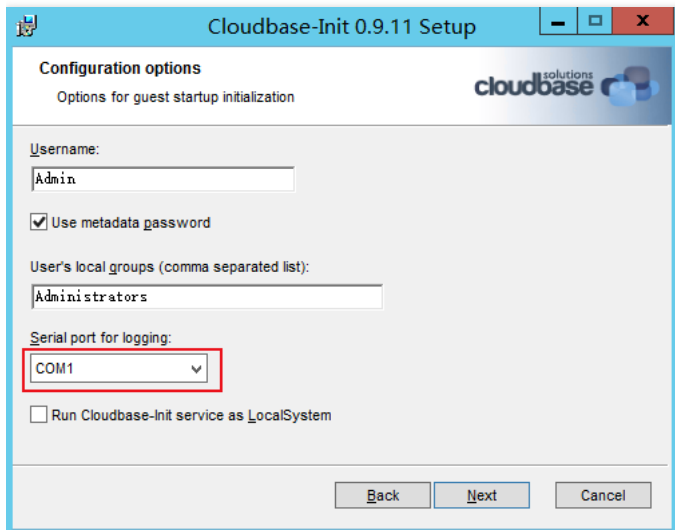 Cloudbase-Init 0.9.11 Setup
Configuration options
Options for guest startup initialization
cloudbase solutions
Username:
Admin
Use metadata password
User's local groups (comma separated list):
Administrators
Serial port for logging:
COM1
Run Cloudbase-Init service as LocalSystem
Back
Next
Cancel